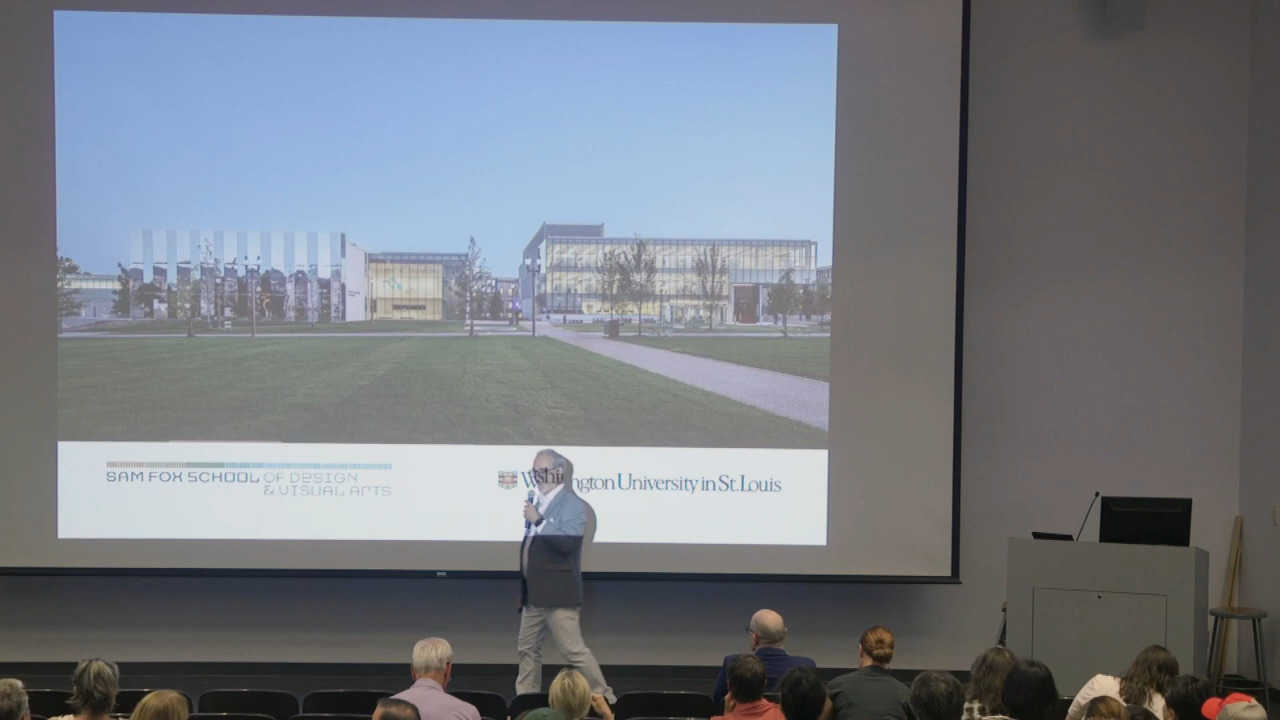 SAM FOX SCHOOL OF DESIGN
& VISUAL ARTS
Washington University in St. Louis